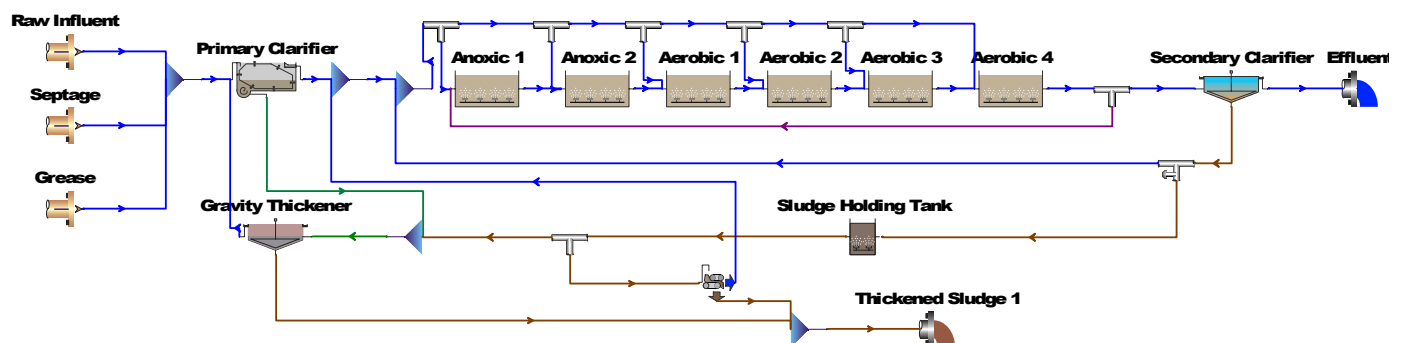 Raw Influent
Septage
Grease
Primary Clarifier
Gravity Thickener
Anoxic 1
Anoxic 2
Aerobic 1
Aerobic 2
Aerobic 3
Aerobic 4
Secondary Clarifier
Effluent
Sludge Holding Tank
Thickened Sludge 1